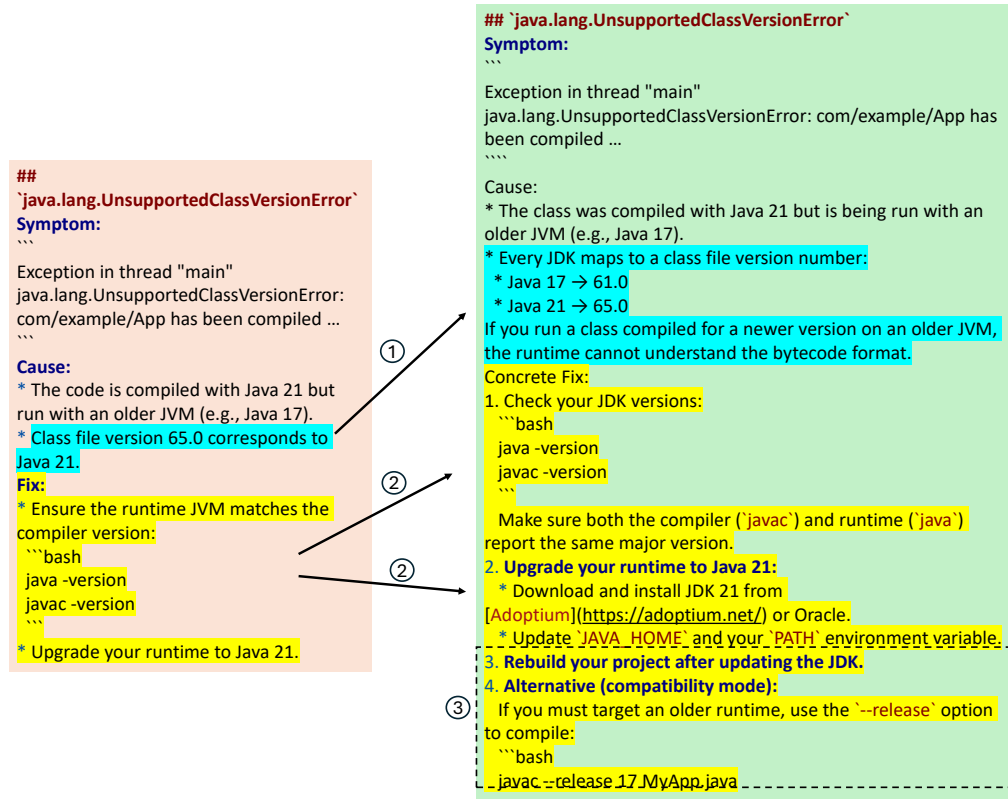 ##
`java.lang.UnsupportedClassVersionError`
Symptom:
```
Exception in thread "main"
java.lang.UnsupportedClassVersionError:
com/example/App has been compiled …
```
Cause:
* The code is compiled with Java 21 but
run with an older JVM (e.g., Java 17).
* Class file version 65.0 corresponds to
Java 21.
Fix:
* Ensure the runtime JVM matches the
compiler version:
```bash
java -version
javac -version
```
* Upgrade your runtime to Java 21.
①
②
②
③
## `java.lang.UnsupportedClassVersionError`
Symptom:
```
Exception in thread "main"
java.lang.UnsupportedClassVersionError: com/example/App has
been compiled …
````
Cause:
* The class was compiled with Java 21 but is being run with an
older JVM (e.g., Java 17).
* Every JDK maps to a class file version number:
* Java 17 → 61.0
* Java 21 → 65.0
If you run a class compiled for a newer version on an older JVM,
the runtime cannot understand the bytecode format.
Concrete Fix:
1. Check your JDK versions:
```bash
java -version
javac -version
```
Make sure both the compiler (`javac`) and runtime (`java`)
report the same major version.
2. Upgrade your runtime to Java 21:
* Download and install JDK 21 from
[Adoptium](https://adoptium.net/) or Oracle.
* Update `JAVA_HOME` and your `PATH` environment variable.
3. Rebuild your project after updating the JDK.
4. Alternative (compatibility mode):
If you must target an older runtime, use the `--release` option
to compile:
```bash
javac --release 17 MyApp.java